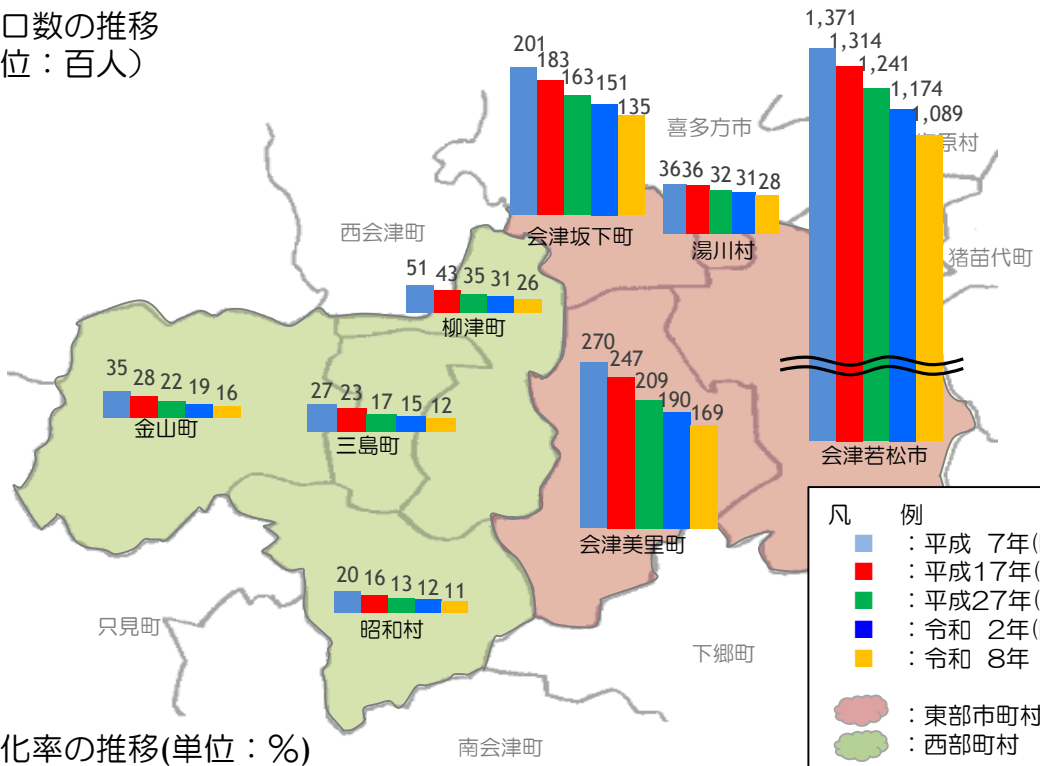 口数の推移
位：百人）
201
183
163
151
135
会津坂下町
喜多方市
36
36
32
31
28
湯川村
1,371
1,314
1,241
1,174
1,089
会津若松市
原村
猪苗代町
西会津町
51
43
35
31
26
柳津町
35
28
22
19
16
金山町
27
23
17
15
12
三島町
270
247
209
190
169
会津美里町
20
16
13
12
11
昭和村
只見町
下郷町
南会津町
凡 例
：平成 7年(
：平成17年(
：平成27年(
：令和 2年(
：令和 8年
：東部市町村
：西部町村
化率の推移(単位：%)